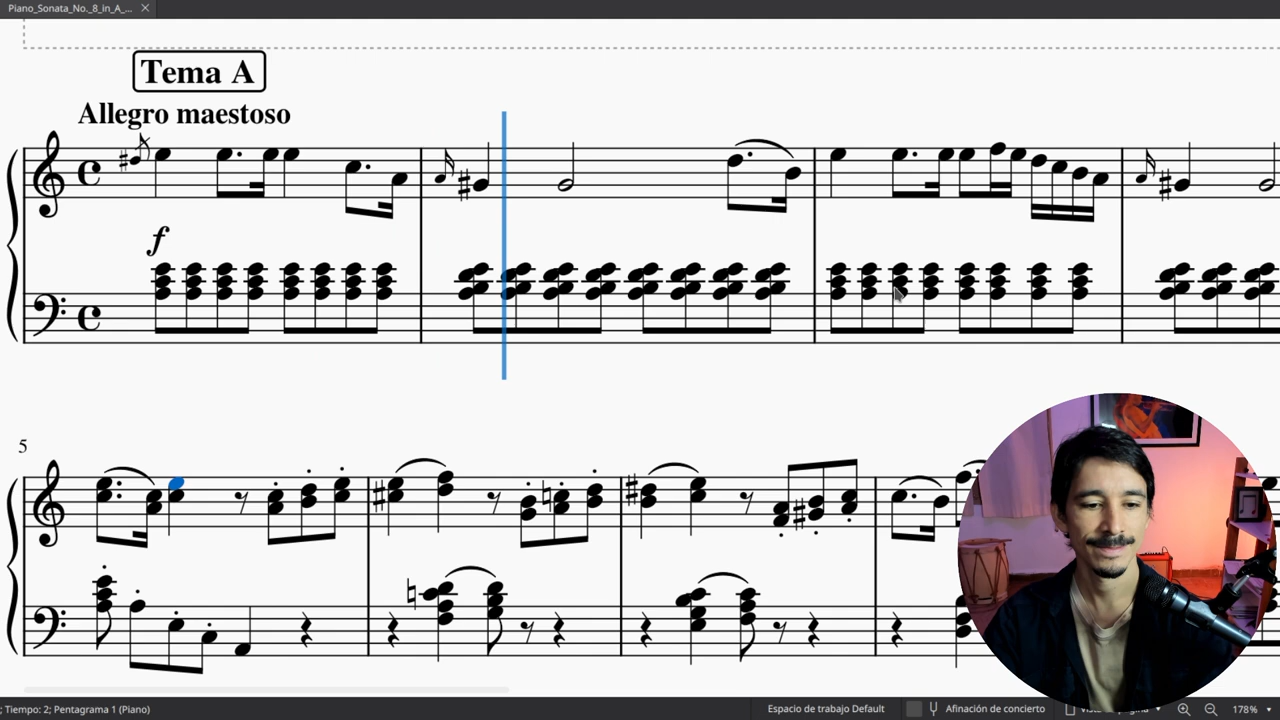 Piano_Sonata_No._8_in_A_...
Tema A
Allegro maestoso
f
5
; Tiempo: 2; Pentagrama 1 (Piano)
Espacio de trabajo Default
Afinación de concierto
178%